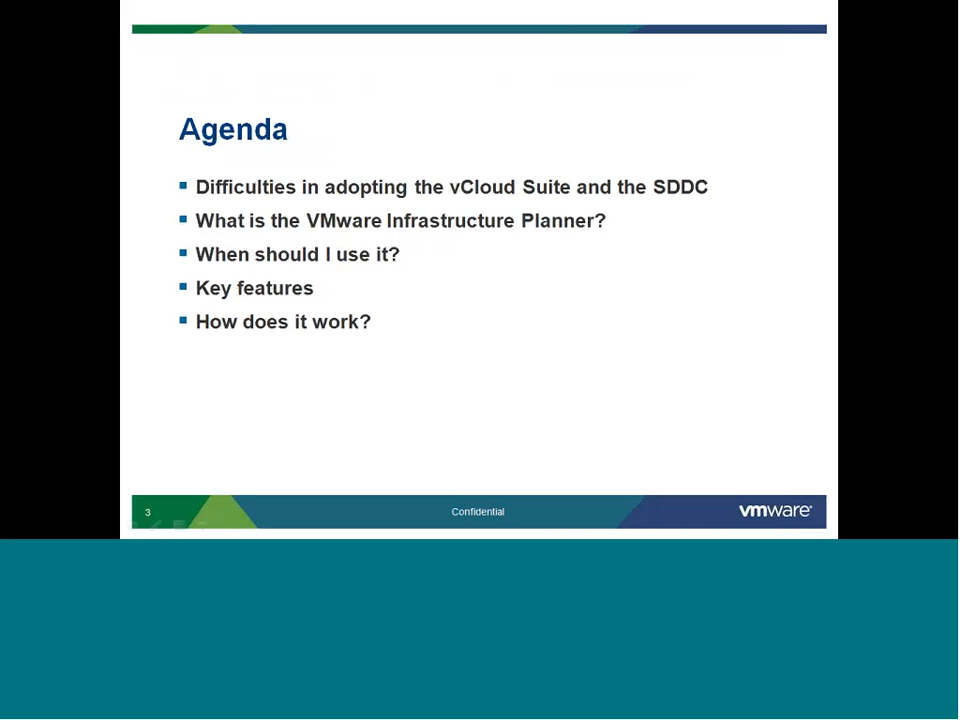 Agenda
Difficulties in adopting the vCloud Suite and the SDDC
What is the VMware Infrastructure Planner?
When should I use it?
Key features
How does it work?
3
Confidential
vmware